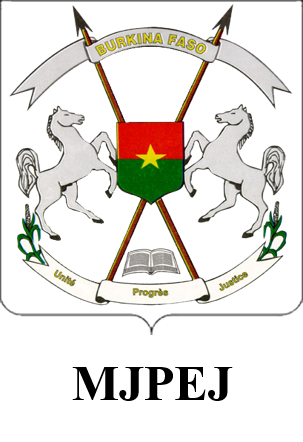 BURKINA FASO
Unité
Progrès
Justice
MJPEJ